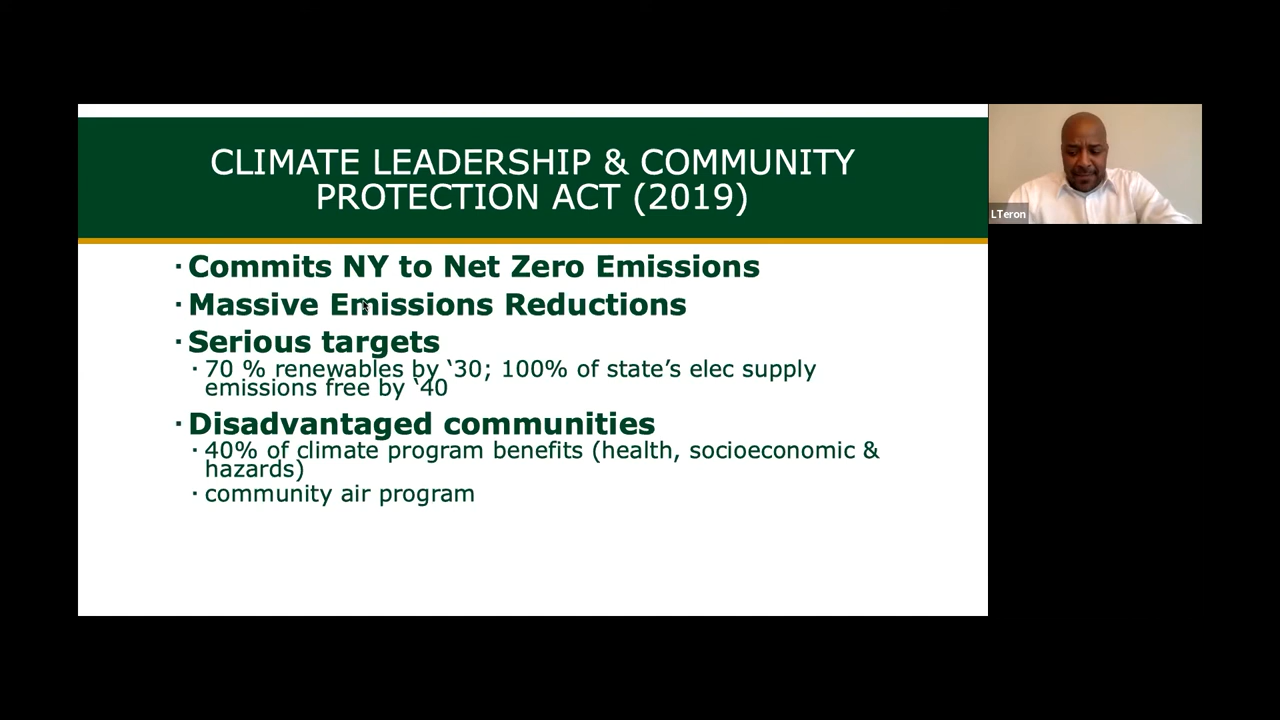 CLIMATE LEADERSHIP & COMMUNITY
PROTECTION ACT (2019)
· Commits NY to Net Zero Emissions
· Massive Emissions Reductions
· Serious targets
· 70 % renewables by ‘30; 100% of state’s elec supply
emissions free by ‘40
· Disadvantaged communities
· 40% of climate program benefits (health, socioeconomic &
hazards)
· community air program
LTeron